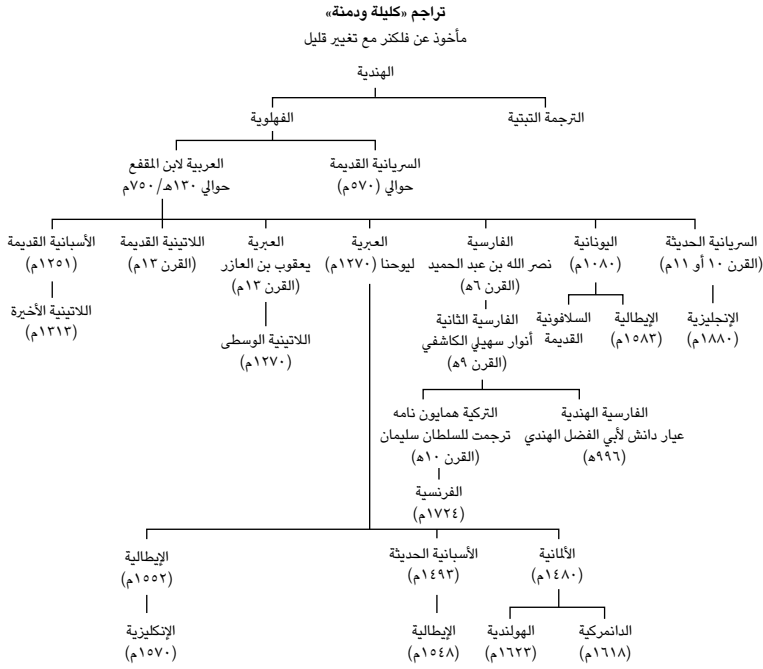 تراجم «كليلة ودمنة»
مأخوذ عن فلكنر مع تغيير قليل
الهندية
الترجمة التبتية
الفهلوية
السريانية القديمة
حوالي (٥٧٠م)
العربية لابن المقفع
حوالي ١٣٠هـ/٧٥٠م
السريانية الحديثة
(القرن ١٠ أو ١١م)
اليونانية
(١٠٨٠م)
الفارسية
نصر الله بن عبد الحميد
(القرن ٦ه)
العبرية
ليوحنا (١٢٧٠م)
العبرية
يعقوب بن العازر
(القرن ١٣م)
اللاتينية القديمة
(القرن ١٣م)
الأسبانية القديمة
(١٢٥١م)
الإنجليزية
(١٨٨٠م)
الإيطالية
(١٥٨٣م)
السلافونية
القديمة
الفارسية الثانية
أنوار سهيلي الكاشفي
(القرن ٩ه)
اللاتينية الوسطى
(١٢٧٠م)
اللاتينية الأخيرة
(١٣١٣م)
الفارسية الهندية
عيار دانش لأبي الفضل الهندي
(٩٩٦ه)
التركية همايون نامه
ترجمت للسلطان سليمان
(القرن ١٠ه)
الفرنسية
(١٧٢٤م)
الألمانية
(١٤٨٠م)
الأسبانية الحديثة
(١٤٩٣م)
الإيطالية
(١٥٥٢م)
الدانمركية
(١٦١٨م)
الهولندية
(١٦٢٣م)
الإيطالية
(١٥٤٨م)
الإنكليزية
(١٥٧٠م)